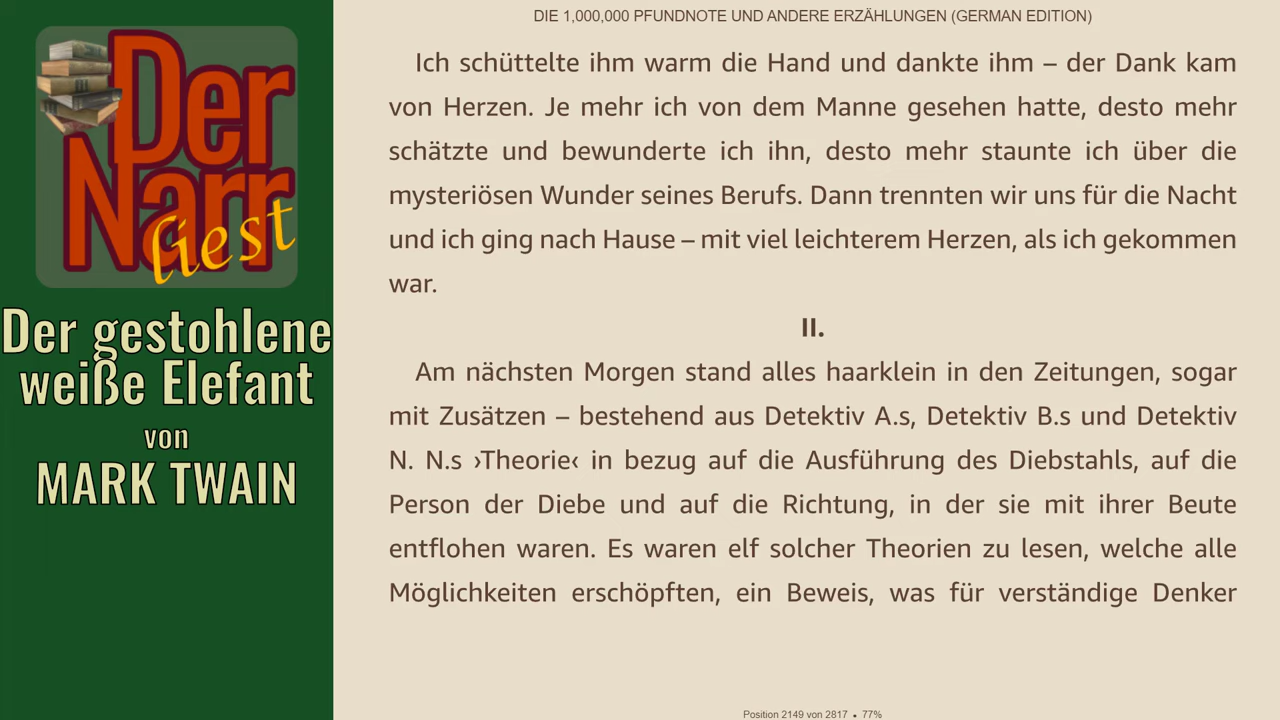 Der
Narr
liest
Der gestohlene
weiße Elefant
von
MARK TWAIN
DIE 1,000,000 PFUNDNOTE UND ANDERE ERZÄHLUNGEN (GERMAN EDITION)
Ich schüttelte ihm warm die Hand und dankte ihm – der Dank kam
von Herzen. Je mehr ich von dem Manne gesehen hatte, desto mehr
schätzte und bewunderte ich ihn, desto mehr staunte ich über die
mysteriösen Wunder seines Berufs. Dann trennten wir uns für die Nacht
und ich ging nach Hause – mit viel leichterem Herzen, als ich gekommen
war.
II.
Am nächsten Morgen stand alles haarklein in den Zeitungen, sogar
mit Zusätzen – bestehend aus Detektiv A.s, Detektiv B.s und Detektiv
N. N.s ›Theorie‹ in bezug auf die Ausführung des Diebstahls, auf die
Person der Diebe und auf die Richtung, in der sie mit ihrer Beute
entflohen waren. Es waren elf solcher Theorien zu lesen, welche alle
Möglichkeiten erschöpften, ein Beweis, was für verständige Denker
Position 2149 von 2817 • 77%